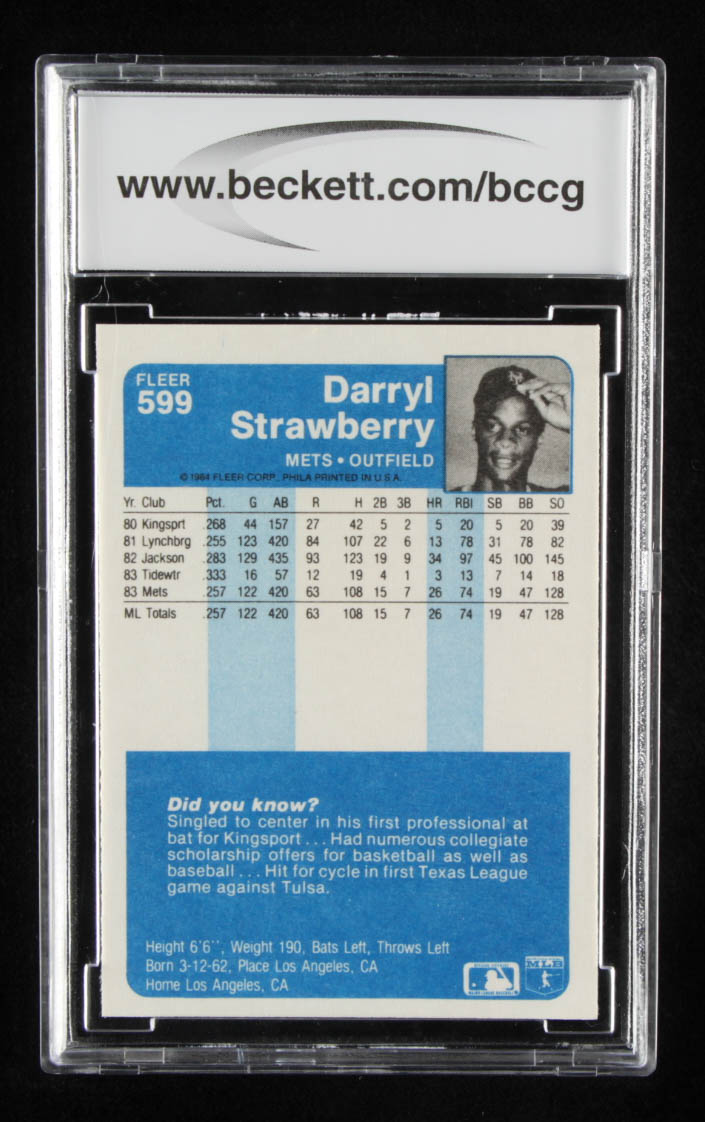 www.beckett.com/bccg
FLEER
599
Darryl
Strawberry
METS • OUTFIELD
© 1984 FLEER CORP., PHILA PRINTED IN U.S.A.
Yr. Club Pct. G AB R H 2B 3B HR RBI SB BB SO
80 Kingsprt .268 44 157 27 42 5 2 5 20 5 20 39
81 Lynchbrg .255 123 420 84 107 22 6 13 78 31 78 82
82 Jackson .283 129 435 93 123 19 9 34 97 45 100 145
83 Tidewtr .333 16 57 12 19 4 1 3 13 7 14 18
83 Mets .257 122 420 63 108 15 7 26 74 19 47 128
ML Totals .257 122 420 63 108 15 7 26 74 19 47 128
Did you know?
Singled to center in his first professional at
bat for Kingsport . . . Had numerous collegiate
scholarship offers for basketball as well as
baseball . . . Hit for cycle in first Texas League
game against Tulsa.
Height 6'6'', Weight 190, Bats Left, Throws Left
Born 3-12-62, Place Los Angeles, CA
Home Los Angeles, CA
MLB